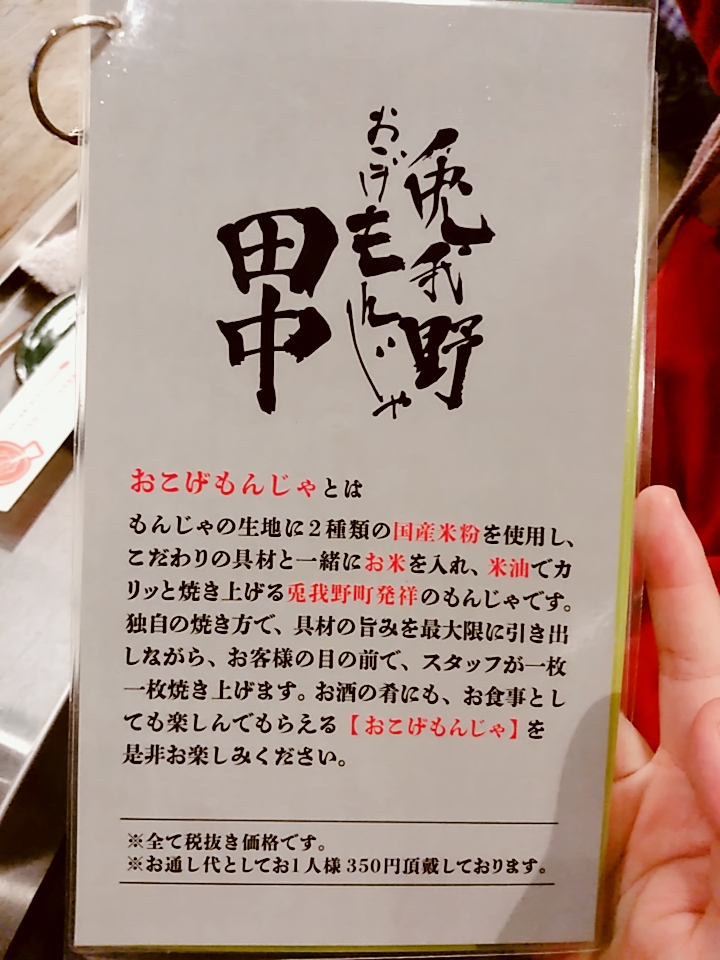 兎我野
おこげもんじゃ
田中
おこげもんじゃとは
もんじゃの生地に2種類の国産米粉を使用し、
こだわりの具材と一緒にお米を入れ、米油でカ
リッと焼き上げる兎我野町発祥のもんじゃです。
独自の焼き方で、具材の旨みを最大限に引き出
しながら、お客様の目の前で、スタッフが一枚
一枚焼き上げます。お酒の肴にも、お食事とし
ても楽しんでもらえる【おこげもんじゃ】を
是非お楽しみください。
※全て税抜き価格です。
※お通し代としてお1人様350円頂戴しております。